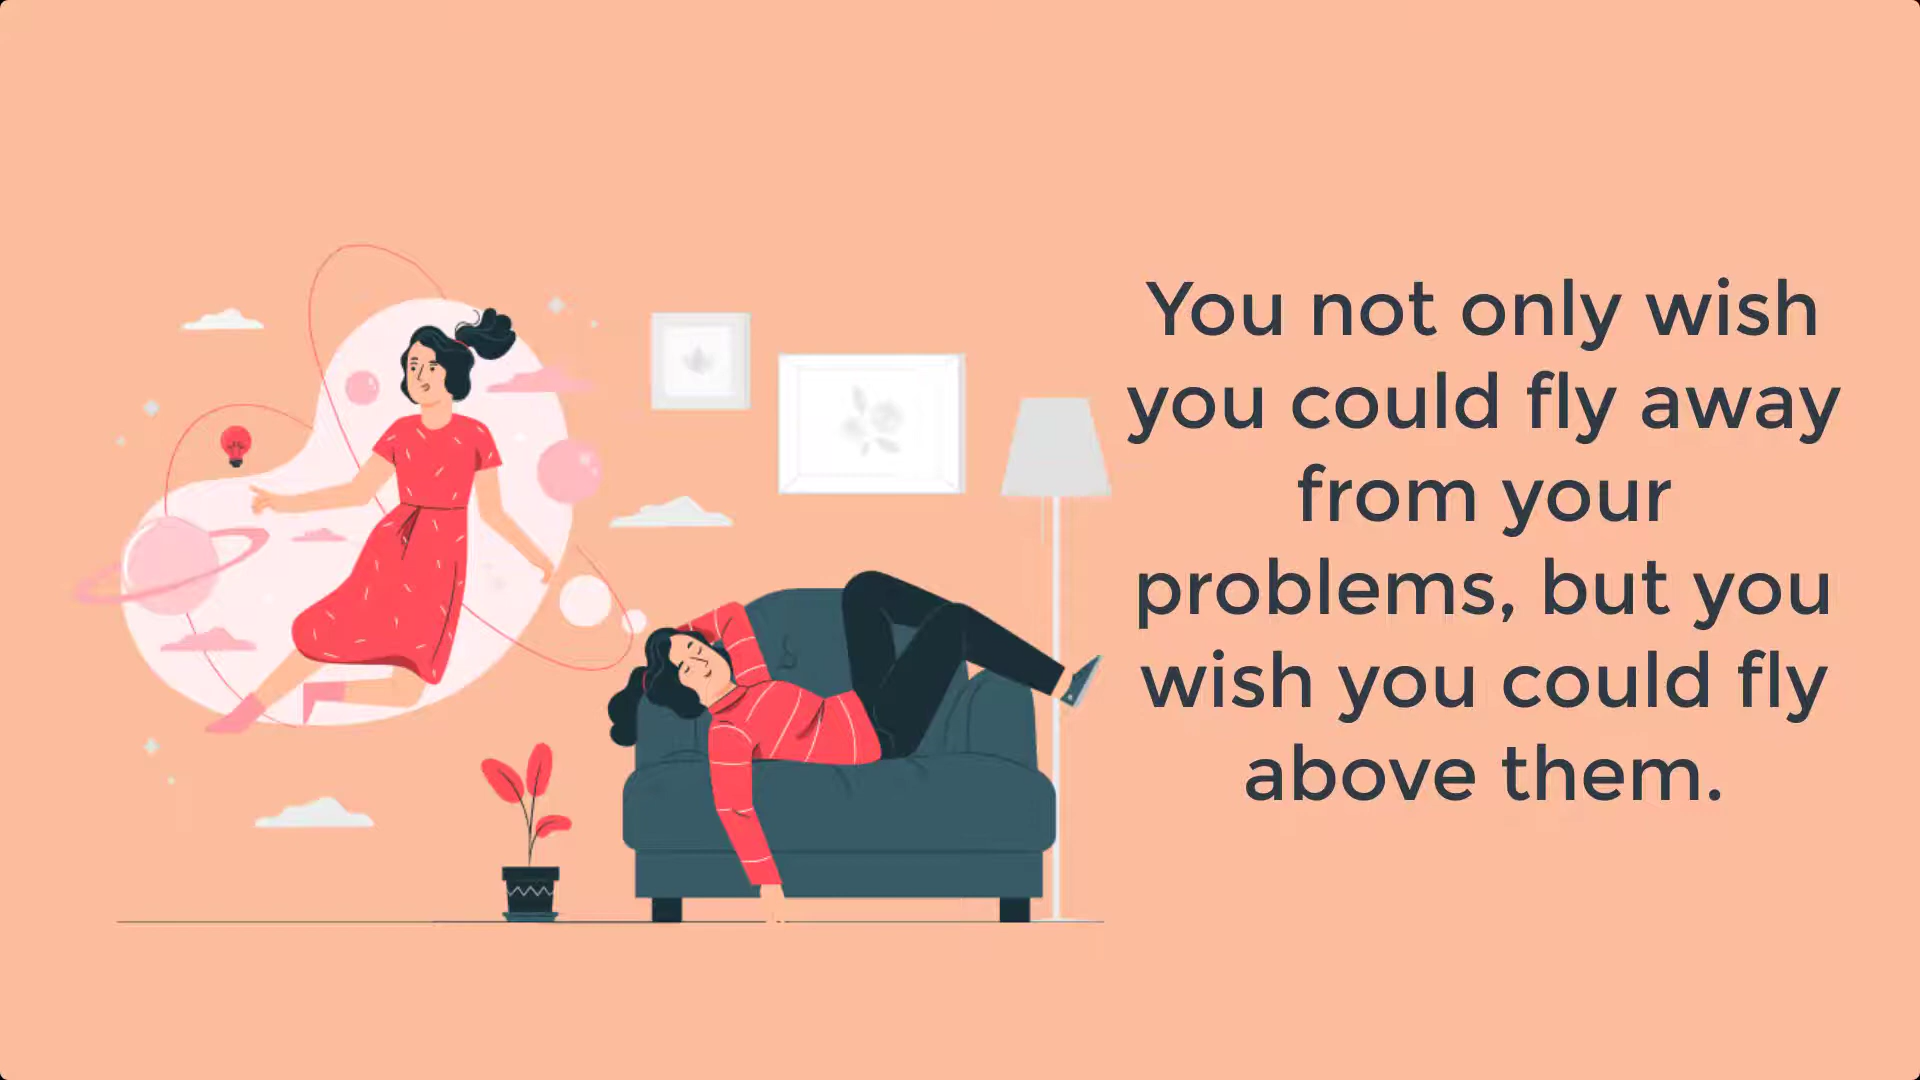 You not only wish
you could fly away
from your
problems, but you
wish you could fly
above them.